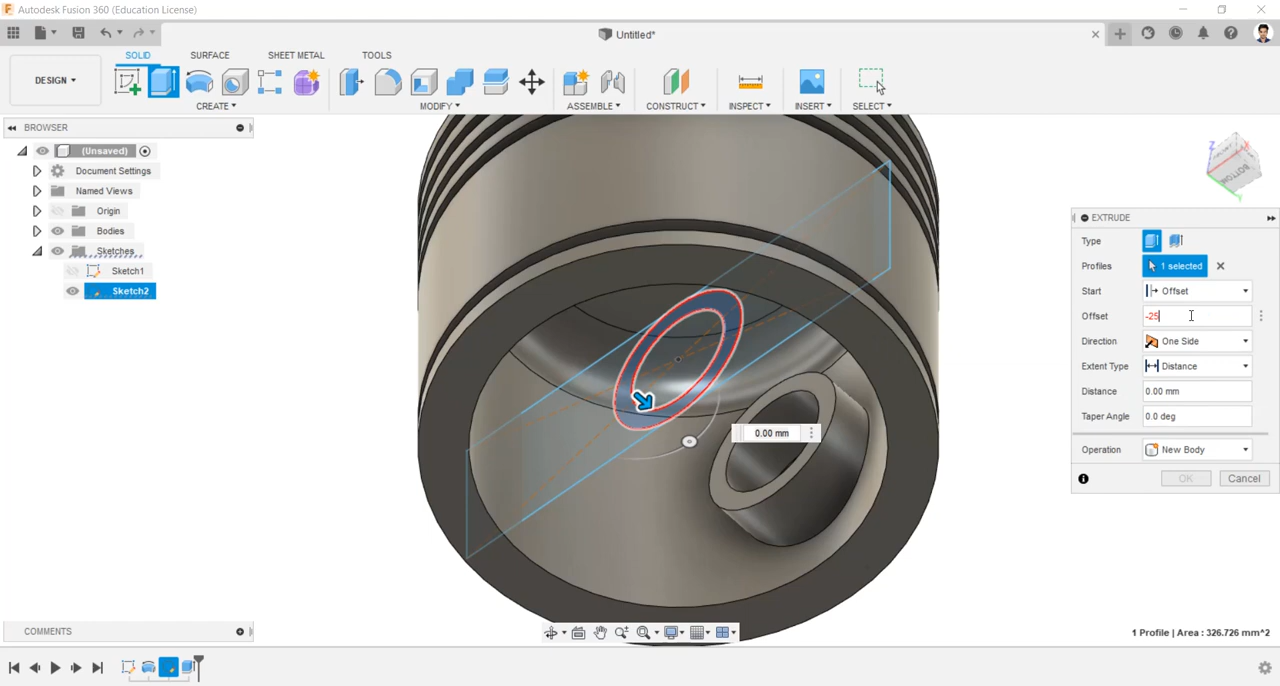 Autodesk Fusion 360 (Education License)
Untitled*
DESIGN
SOLID SURFACE SHEET METAL TOOLS
CREATE MODIFY ASSEMBLE CONSTRUCT INSPECT INSERT SELECT
BROWSER
(Unsaved)
Document Settings
Named Views
Origin
Bodies
Sketches
Sketch1
Sketch2
Z
X
Y
BOTTOM
EXTRUDE
Type
Profiles 1 selected
Start Offset
Offset -25
Direction One Side
Extent Type Distance
Distance 0.00 mm
Taper Angle 0.0 deg
Operation New Body
OK Cancel
0.00 mm
COMMENTS
1 Profile | Area : 326.726 mm^2